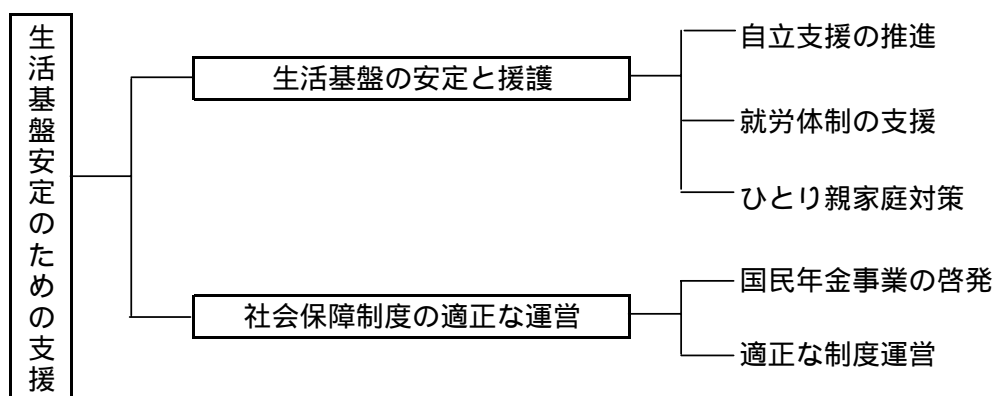 生活基盤安定のための支援
生活基盤の安定と援護
自立支援の推進
就労体制の支援
ひとり親家庭対策
社会保障制度の適正な運営
国民年金事業の啓発
適正な制度運営